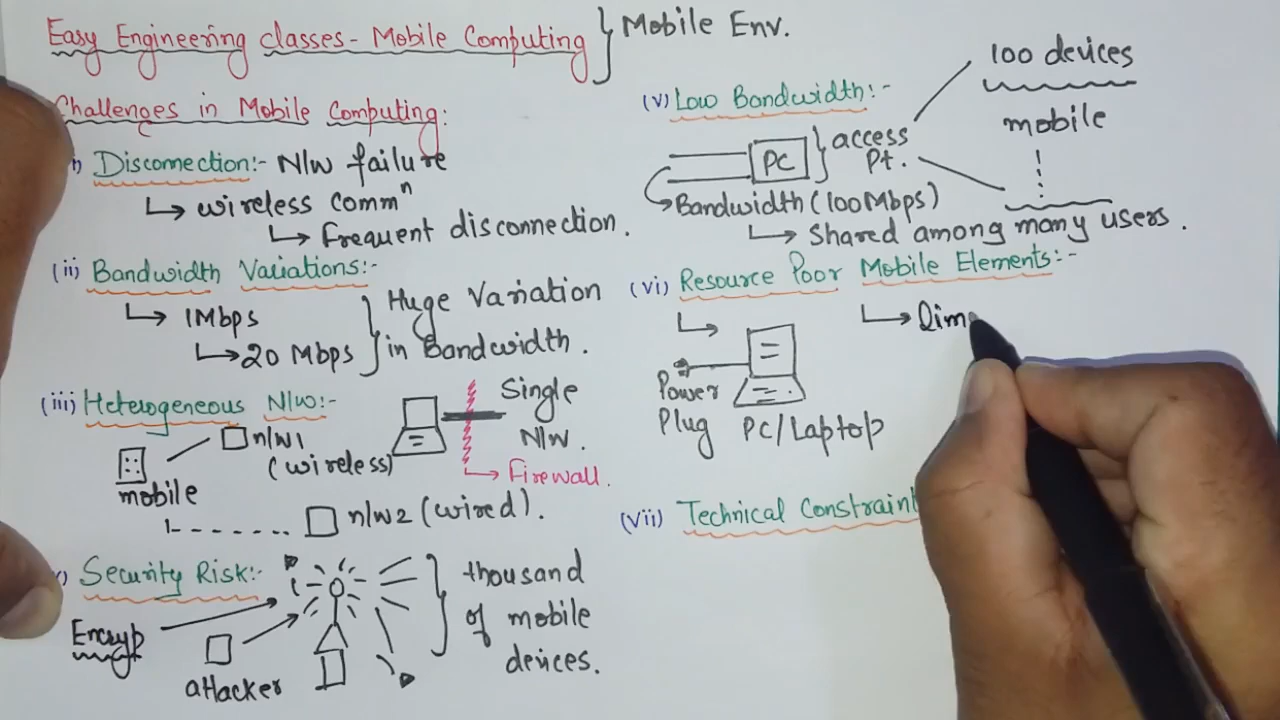 Easy Engineering classes- Mobile Computing } Mobile Env.
Challenges in Mobile Computing:
i) Disconnection:- N/w failure
↳ wireless commⁿ
↳ frequent disconnection.
(ii) Bandwidth Variations:-
↳ 1Mbps
↳ 20 Mbps
Huge Variation
in Bandwidth.
(iii) Heterogeneous N/w:-
mobile
n/w1
(wireless)
Single
N/W.
↳ Firewall.
n/w2 (wired).
) Security Risk:-
Encryp
attacker
thousand
of mobile
devices.
(v) Low Bandwidth:-
PC
access
Pt.
100 devices
mobile
Bandwidth (100Mbps)
↳ Shared among many users.
(vi) Resource Poor Mobile Elements:-
↳
Power
Plug
PC/Laptop
↳ lim
(vii) Technical Constraint